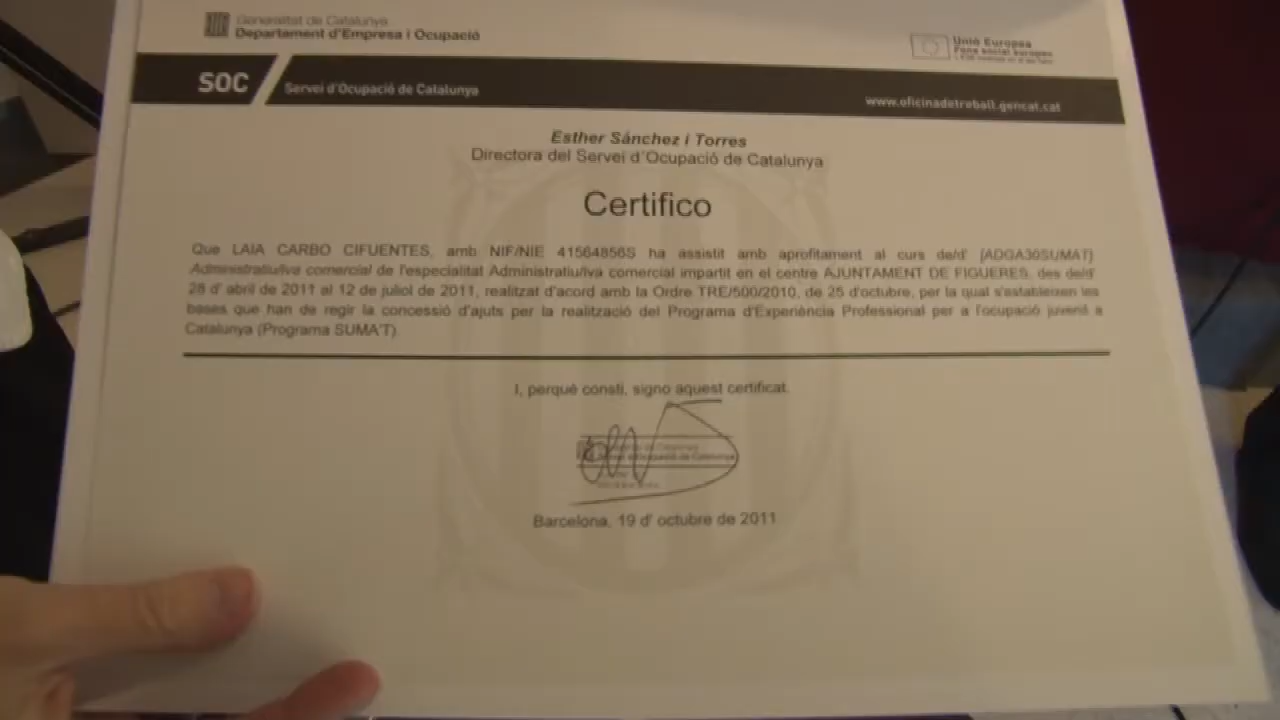 Generalitat de Catalunya
Departament d'Empresa i Ocupació
Unió Europea
Fons social europeu
SOC
Servei d'Ocupació de Catalunya
www.oficinadetreball.gencat.cat
Esther Sánchez i Torres
Directora del Servei d'Ocupació de Catalunya
Certifico
Que LAIA CARBO CIFUENTES, amb NIF/NIE 41564856S ha assistit amb aprofitament al curs de/d' [ADGA30SUMAT]
Administratiu/iva comercial de l'especialitat Administratiu/iva comercial impartit en el centre AJUNTAMENT DE FIGUERES, des de/d'
28 d' abril de 2011 al 12 de juliol de 2011, realitzat d'acord amb la Ordre TRE/500/2010, de 25 d'octubre, per la qual s'estableixen les
bases que han de regir la concessió d'ajuts per la realització del Programa d'Experiència Professional per a l'ocupació juvenil a
Catalunya (Programa SUMA'T).
I, perquè consti, signo aquest certificat.
Barcelona, 19 d' octubre de 2011